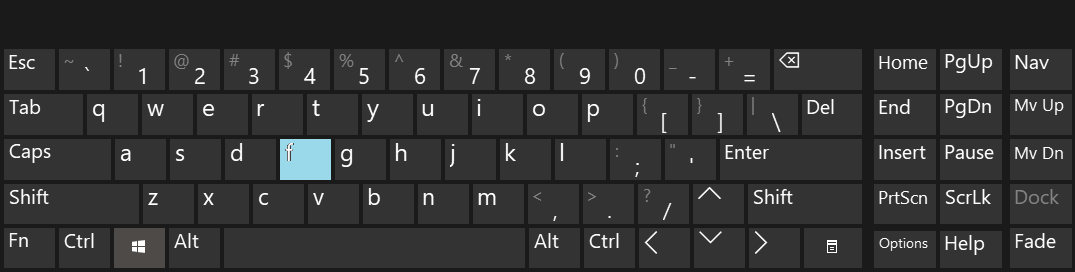 Esc ~ ` ! 1 @ 2 # 3 $ 4 % 5 ^ 6 & 7 * 8 ( 9 ) 0 _ - + = Home PgUp Nav
Tab q w e r t y u i o p { [ } ] | \ Del End PgDn Mv Up
Caps a s d f g h j k l : ; " ' Enter Insert Pause Mv Dn
Shift z x c v b n m < , > . ? / Shift PrtScn ScrLk Dock
Fn Ctrl Alt Alt Ctrl Options Help Fade